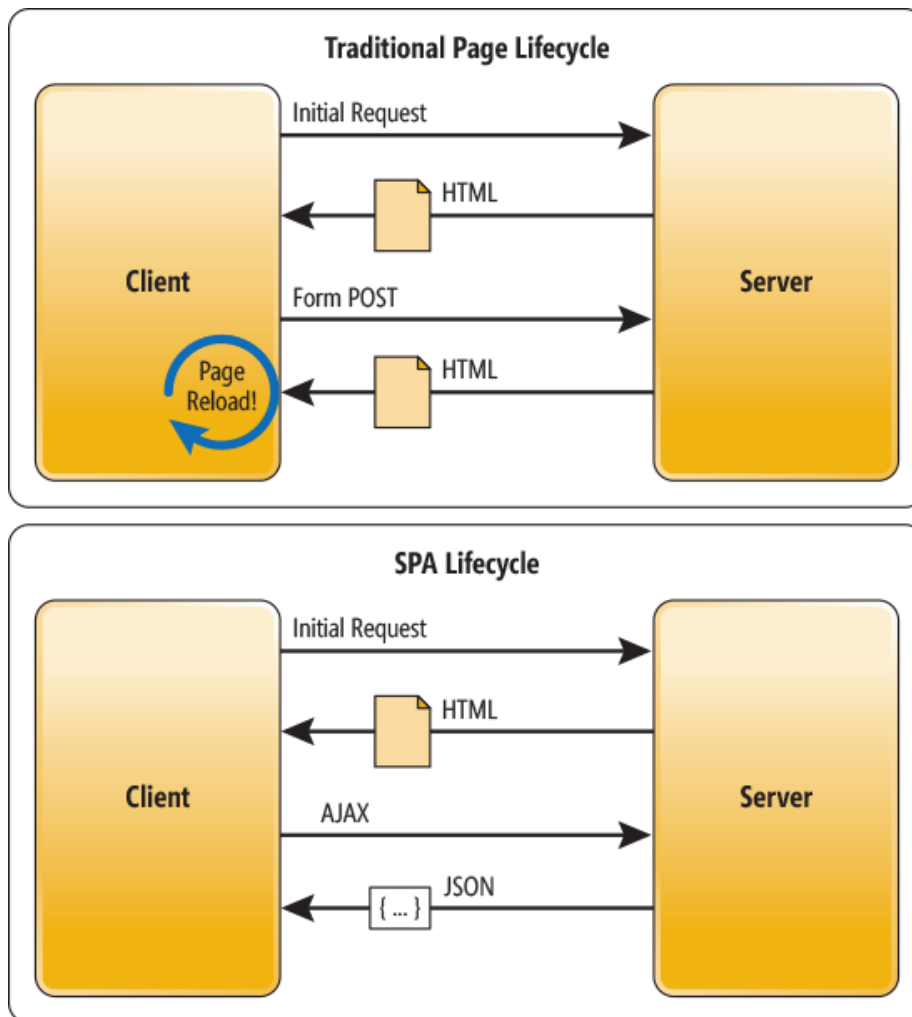 Traditional Page Lifecycle
Initial Request
HTML
Client
Server
Form POST
HTML
Page
Reload!
SPA Lifecycle
Initial Request
HTML
Client
Server
AJAX
JSON
{ ... }